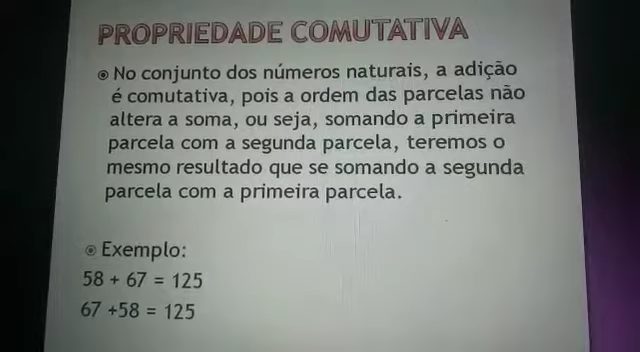 PROPRIEDADE COMUTATIVA
No conjunto dos números naturais, a adição
é comutativa, pois a ordem das parcelas não
altera a soma, ou seja, somando a primeira
parcela com a segunda parcela, teremos o
mesmo resultado que se somando a segunda
parcela com a primeira parcela.
Exemplo:
58 + 67 = 125
67 +58 = 125